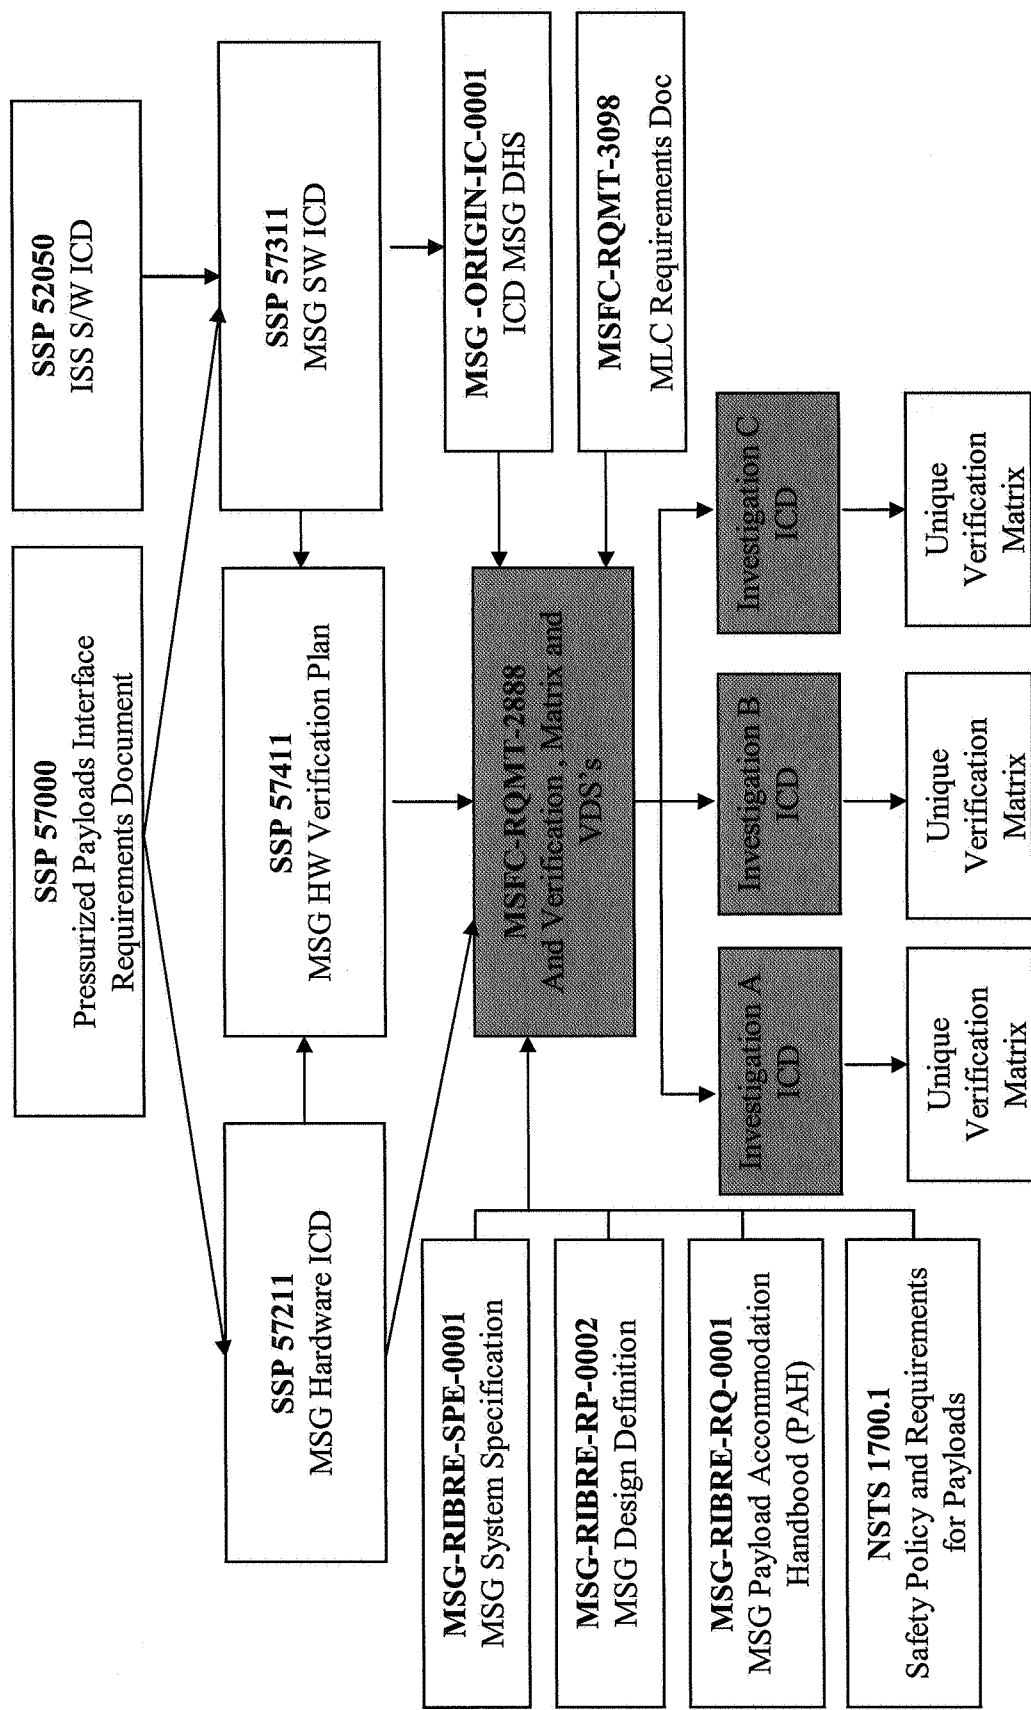 SSP 57000
Pressurized Payloads Interface
Requirements Document
SSP 52050
ISS S/W ICD
SSP 57211
MSG Hardware ICD
SSP 57411
MSG HW Verification Plan
SSP 57311
MSG SW ICD
MSG-RIBRE-SPE-0001
MSG System Specification
MSG-RIBRE-RP-0002
MSG Design Definition
MSG-RIBRE-RQ-0001
MSG Payload Accommodation
Handbood (PAH)
NSTS 1700.1
Safety Policy and Requirements
for Payloads
MSFC-RQMT-2888
And Verification , Matrix and
VDS's
MSG -ORIGIN-IC-0001
ICD MSG DHS
MSFC-RQMT-3098
MLC Requirements Doc
Investigation A
ICD
Investigation B
ICD
Investigation C
ICD
Unique
Verification
Matrix
Unique
Verification
Matrix
Unique
Verification
Matrix